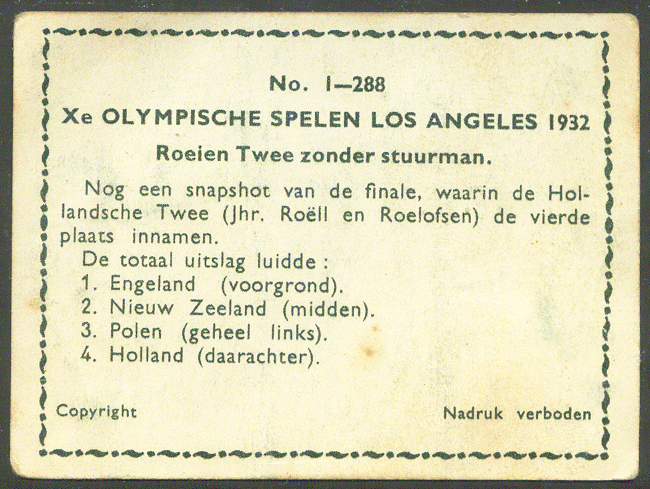 No. 1—288
Xe OLYMPISCHE SPELEN LOS ANGELES 1932
Roeien Twee zonder stuurman.
Nog een snapshot van de finale, waarin de Hol-
landsche Twee (Jhr. Roëll en Roelofsen) de vierde
plaats innamen.
De totaal uitslag luidde :
1. Engeland (voorgrond).
2. Nieuw Zeeland (midden).
3. Polen (geheel links).
4. Holland (daarachter).
Copyright Nadruk verboden